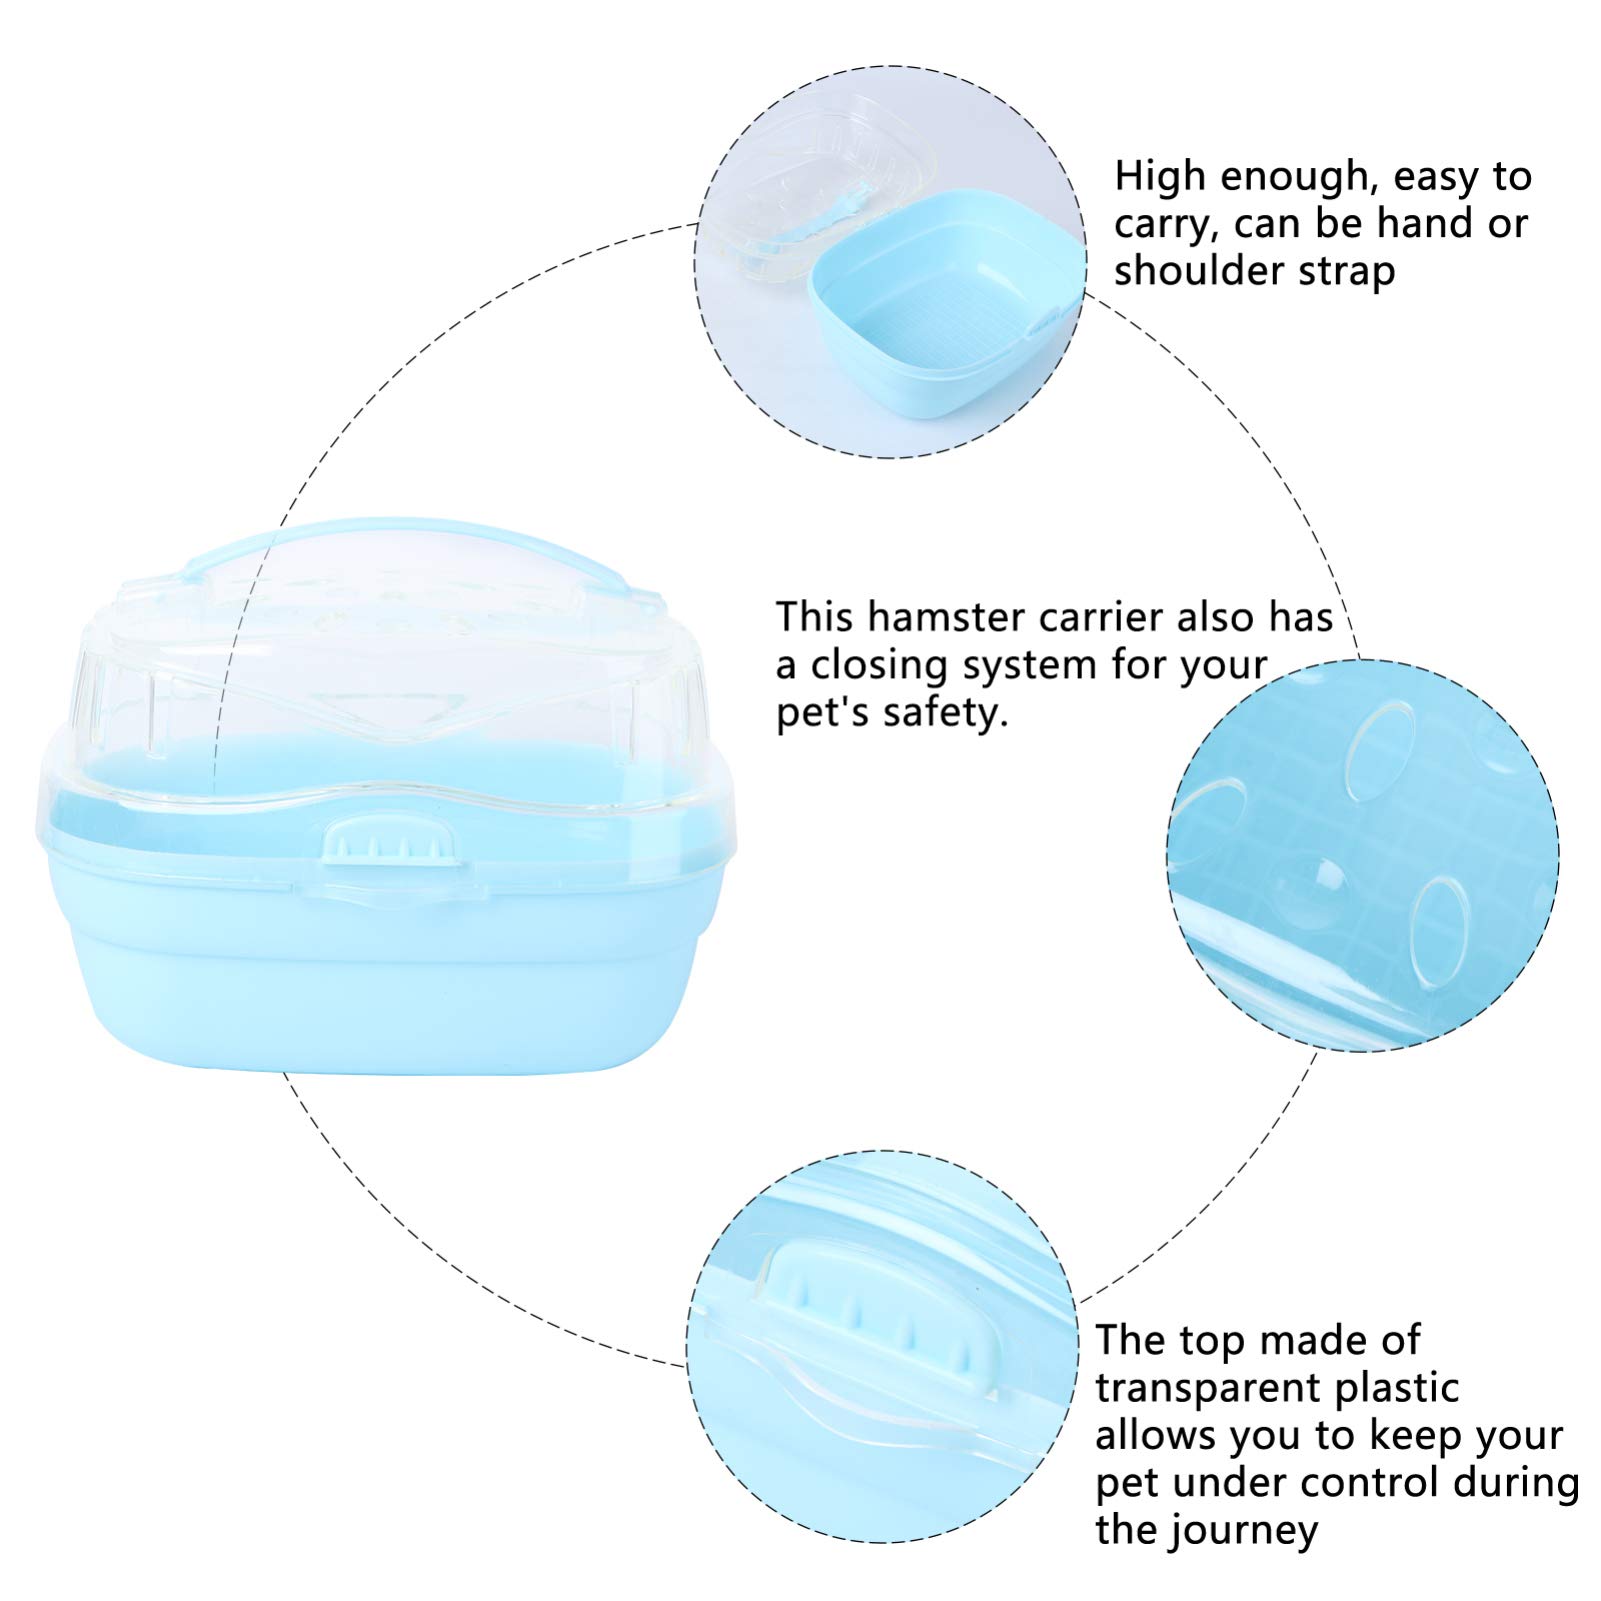 High enough, easy to
carry, can be hand or
shoulder strap
This hamster carrier also has
a closing system for your
pet's safety.
The top made of
transparent plastic
allows you to keep your
pet under control during
the journey